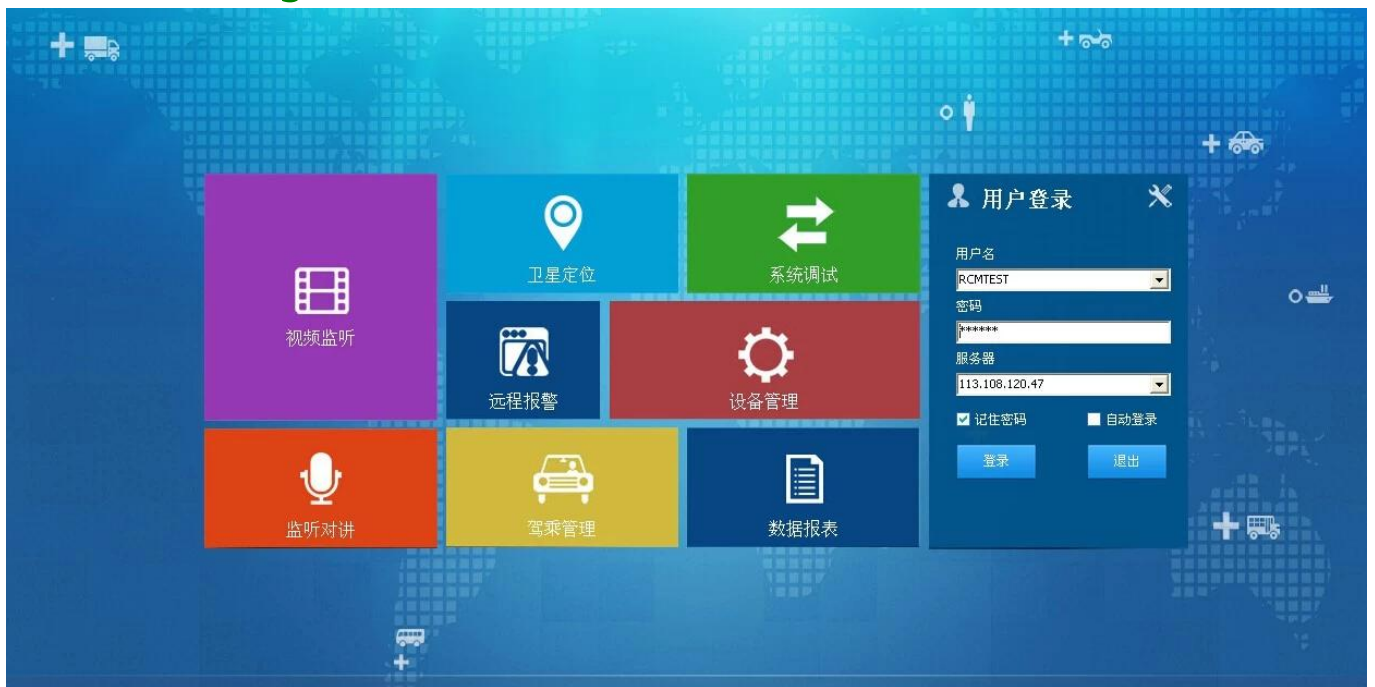 用户登录
卫星定位
系统调试
用户名
RCMTEST
密码
******
视频监听
服务器
113.108.120.47
远程报警
设备管理
记住密码
自动登录
登录
退出
监听对讲
驾乘管理
数据报表